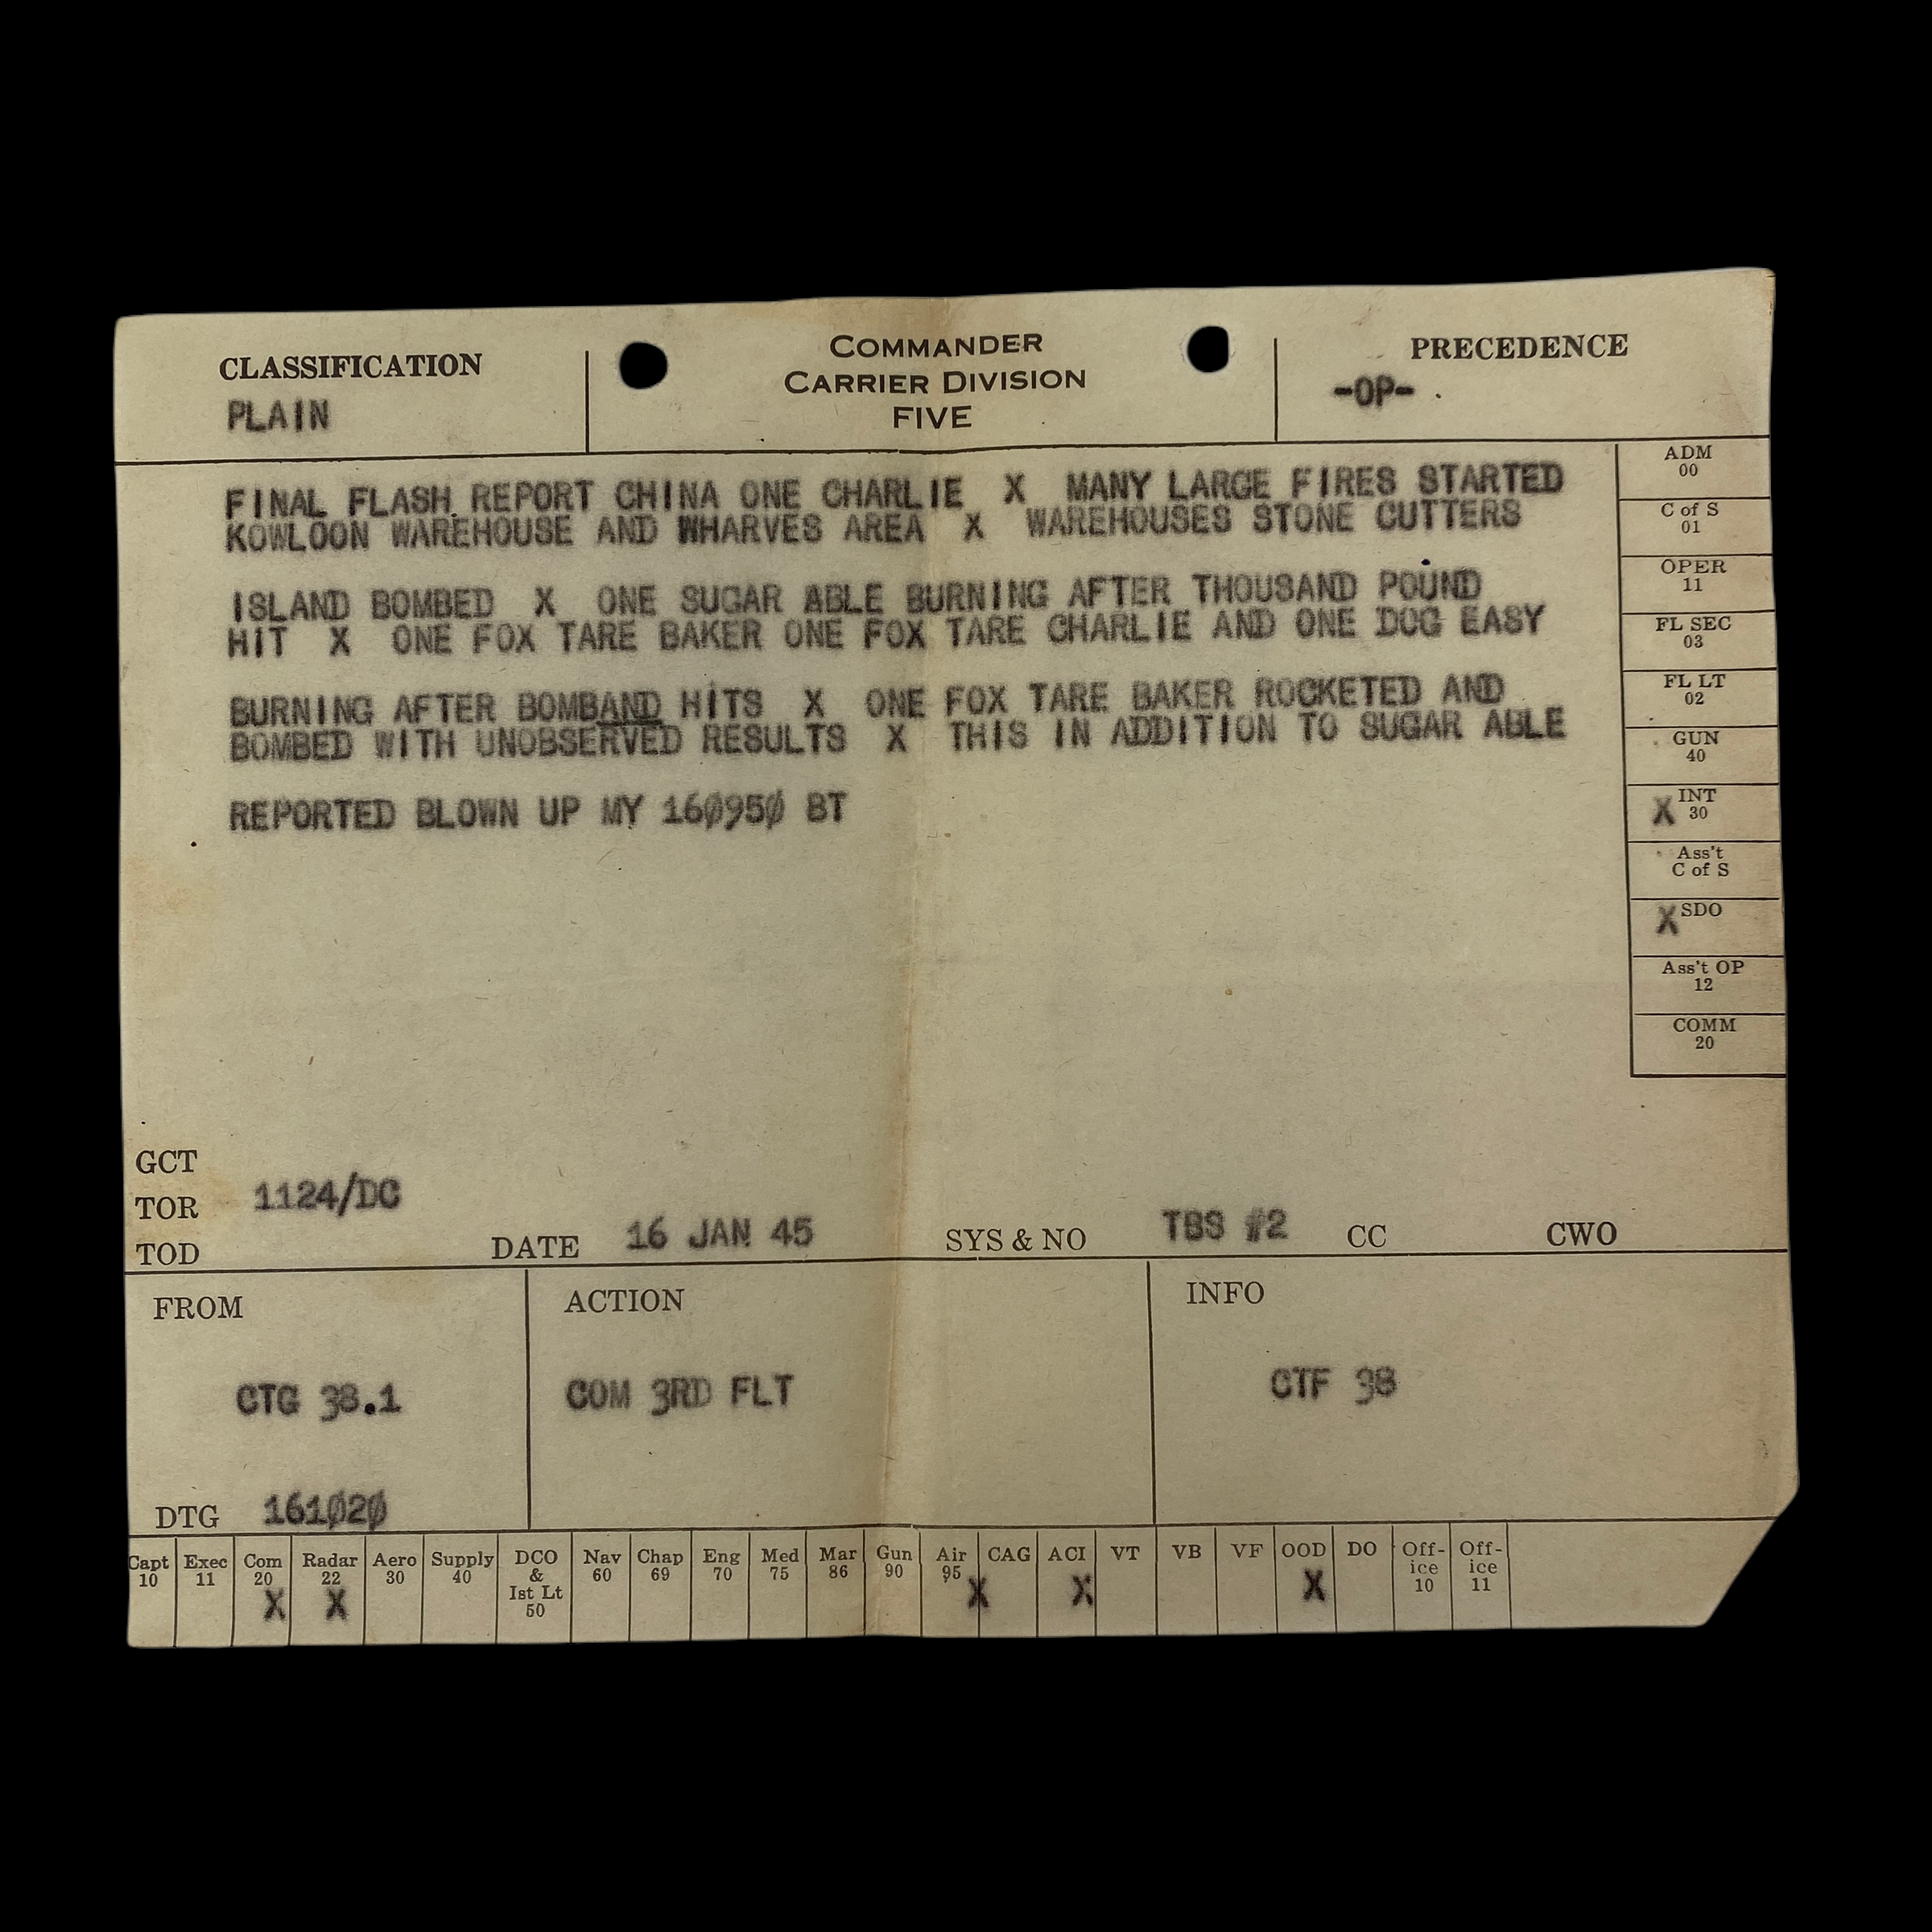 CLASSIFICATION
PLAIN
COMMANDER
CARRIER DIVISION
FIVE
PRECEDENCE
-OP-
FINAL FLASH REPORT CHINA ONE CHARLIE X MANY LARGE FIRES STARTED
KOWLOON WAREHOUSE AND WHARVES AREA X WAREHOUSES STONE CUTTERS
ISLAND BOMBED X ONE SUGAR ABLE BURNING AFTER THOUSAND POUND
HIT X ONE FOX TARE BAKER ONE FOX TARE CHARLIE AND ONE DOG EASY
BURNING AFTER BOMBAND HITS X ONE FOX TARE BAKER ROCKETED AND
BOMBED WITH UNOBSERVED RESULTS X THIS IN ADDITION TO SUGAR ABLE
REPORTED BLOWN UP MY 16Ø95Ø BT
ADM
00
C of S
01
OPER
11
FL SEC
03
FL LT
02
GUN
40
X INT
30
Ass't
C of S
X SDO
Ass't OP
12
COMM
20
GCT
TOR 1124/DC
TOD
DATE 16 JAN 45
SYS & NO TBS #2 CC CWO
FROM
CTG 38.1
DTG 161Ø2Ø
ACTION
COM 3RD FLT
INFO
CTF 38
Capt
10
Exec
11
Com
20
X
Radar
22
X
Aero
30
Supply
40
DCO
&
Ist Lt
50
Nav
60
Chap
69
Eng
70
Med
75
Mar
86
Gun
90
Air
95
X
CAG
ACI
X
VT
VB
VF
OOD
X
DO
Off-
ice
10
Off-
ice
11